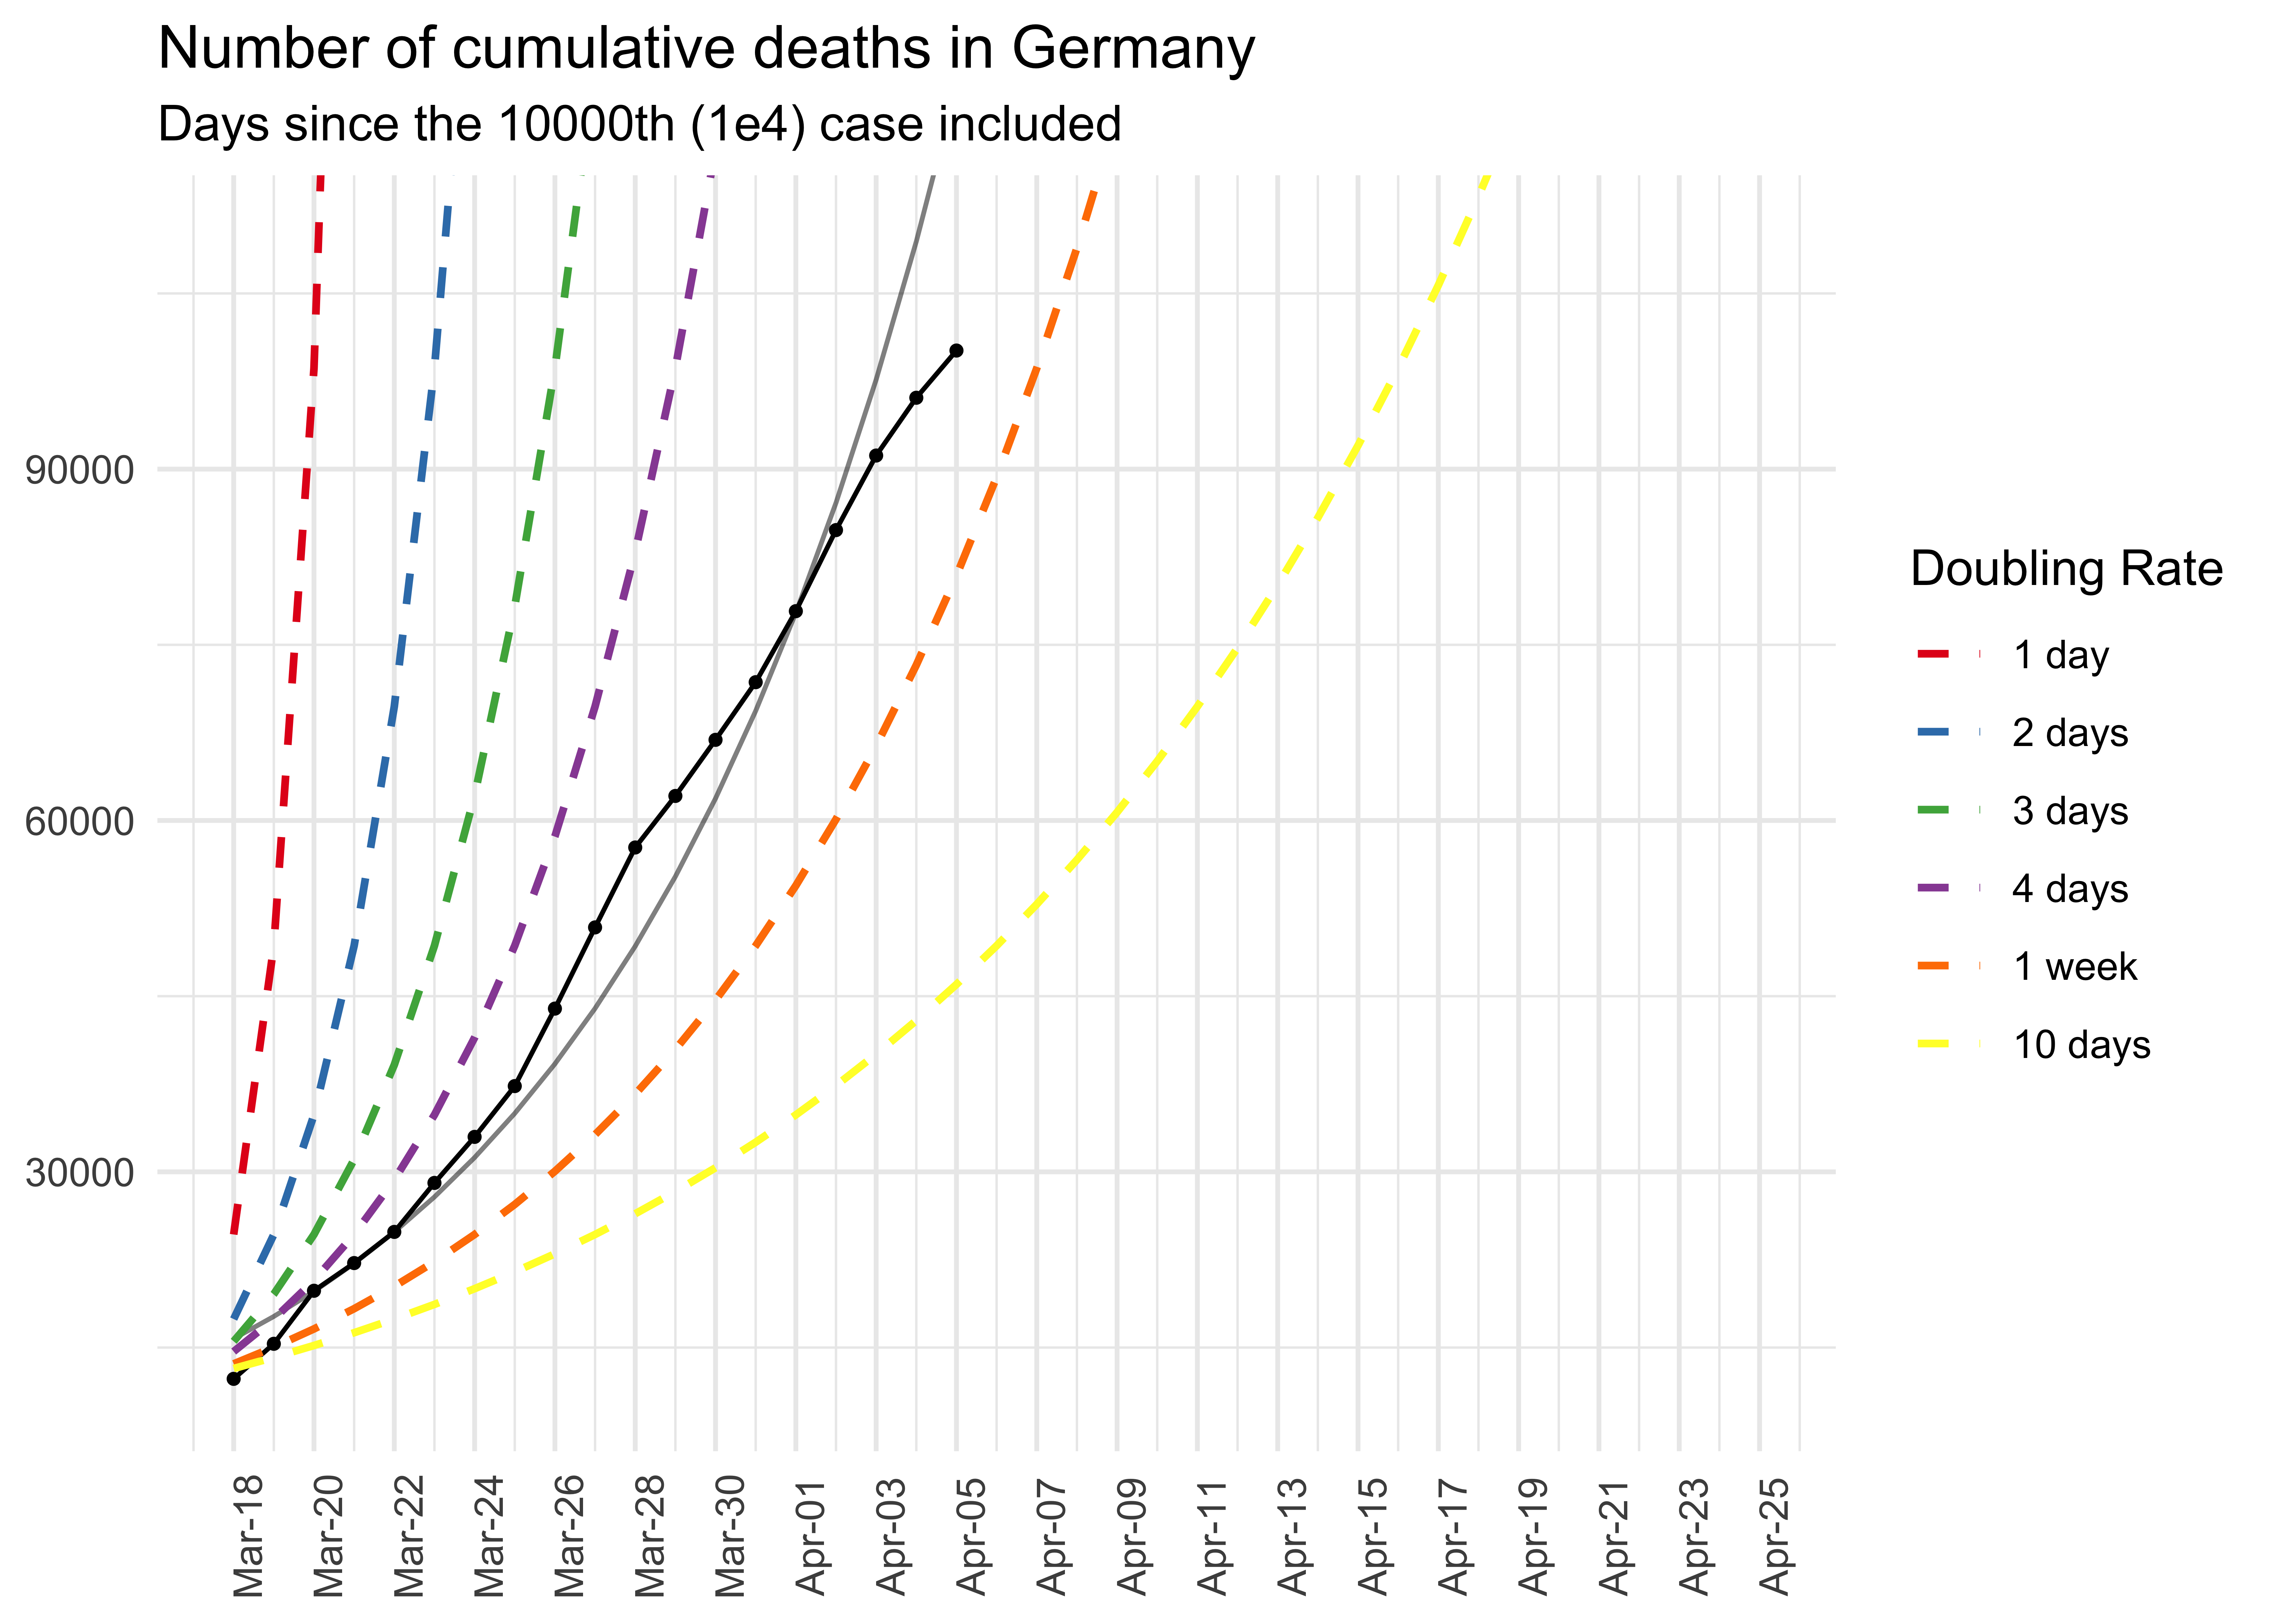 Number of cumulative deaths in Germany
Days since the 10000th (1e4) case included
90000
60000
30000
Mar-18
Mar-20
Mar-22
Mar-24
Mar-26
Mar-28
Mar-30
Apr-01
Apr-03
Apr-05
Apr-07
Apr-09
Apr-11
Apr-13
Apr-15
Apr-17
Apr-19
Apr-21
Apr-23
Apr-25
Doubling Rate
1 day
2 days
3 days
4 days
1 week
10 days